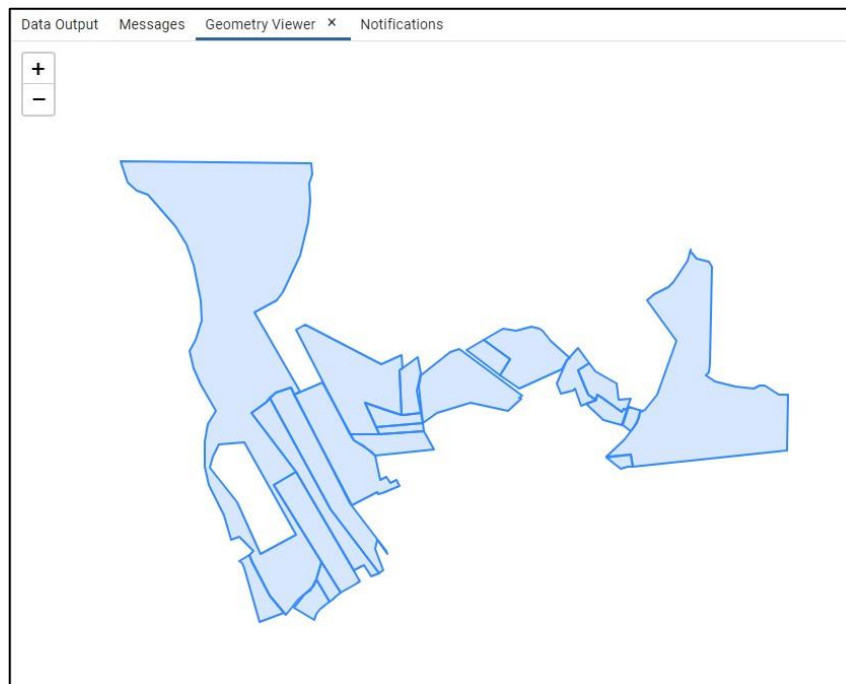 Data Output Messages Geometry Viewer × Notifications
+
−